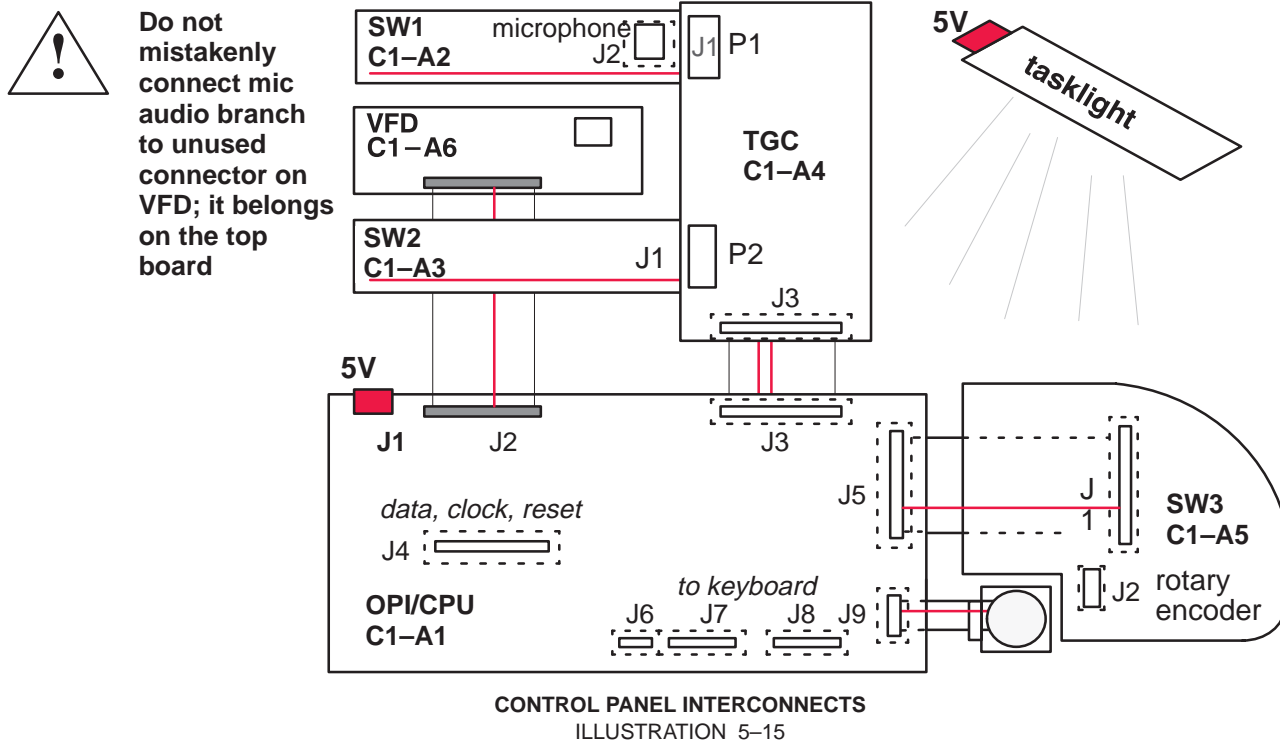 Do not
mistakenly
connect mic
audio branch
to unused
connector on
VFD; it belongs
on the top
board
!
SW1
C1–A2
microphone
J2
J1
P1
5V
tasklight
VFD
C1–A6
TGC
C1–A4
SW2
C1–A3
J1
P2
J3
5V
J1
J2
J3
J5
J
1
SW3
C1–A5
data, clock, reset
J4
to keyboard
J2
rotary
encoder
OPI/CPU
C1–A1
J6
J7
J8
J9
CONTROL PANEL INTERCONNECTS
ILLUSTRATION 5–15